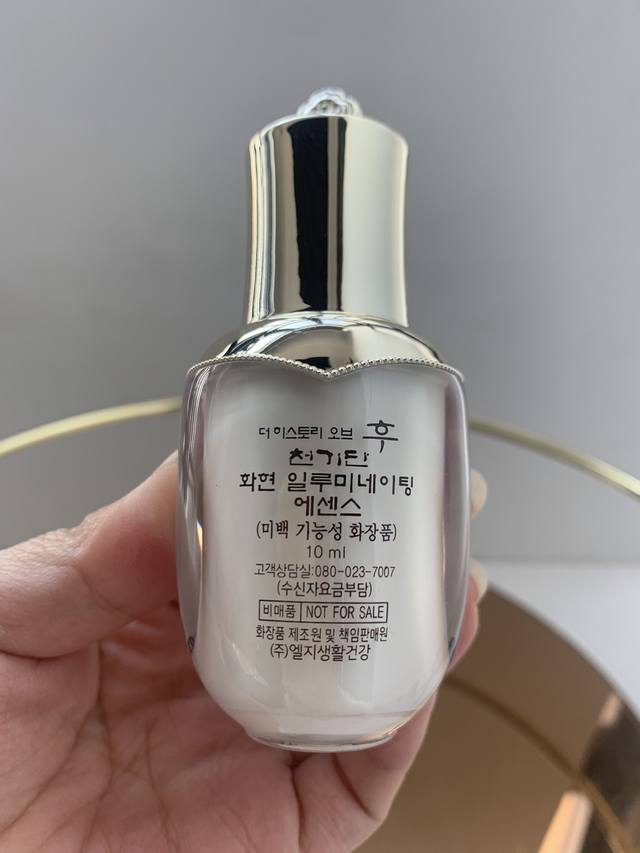 더 히스토리 오브 후
천기단
화현 일루미네이팅
에센스
(미백 기능성 화장품)
10 ml
고객상담실:080-023-7007
(수신자요금부담)
비매품 NOT FOR SALE
화장품 제조원 및 책임판매원
(주)엘지생활건강